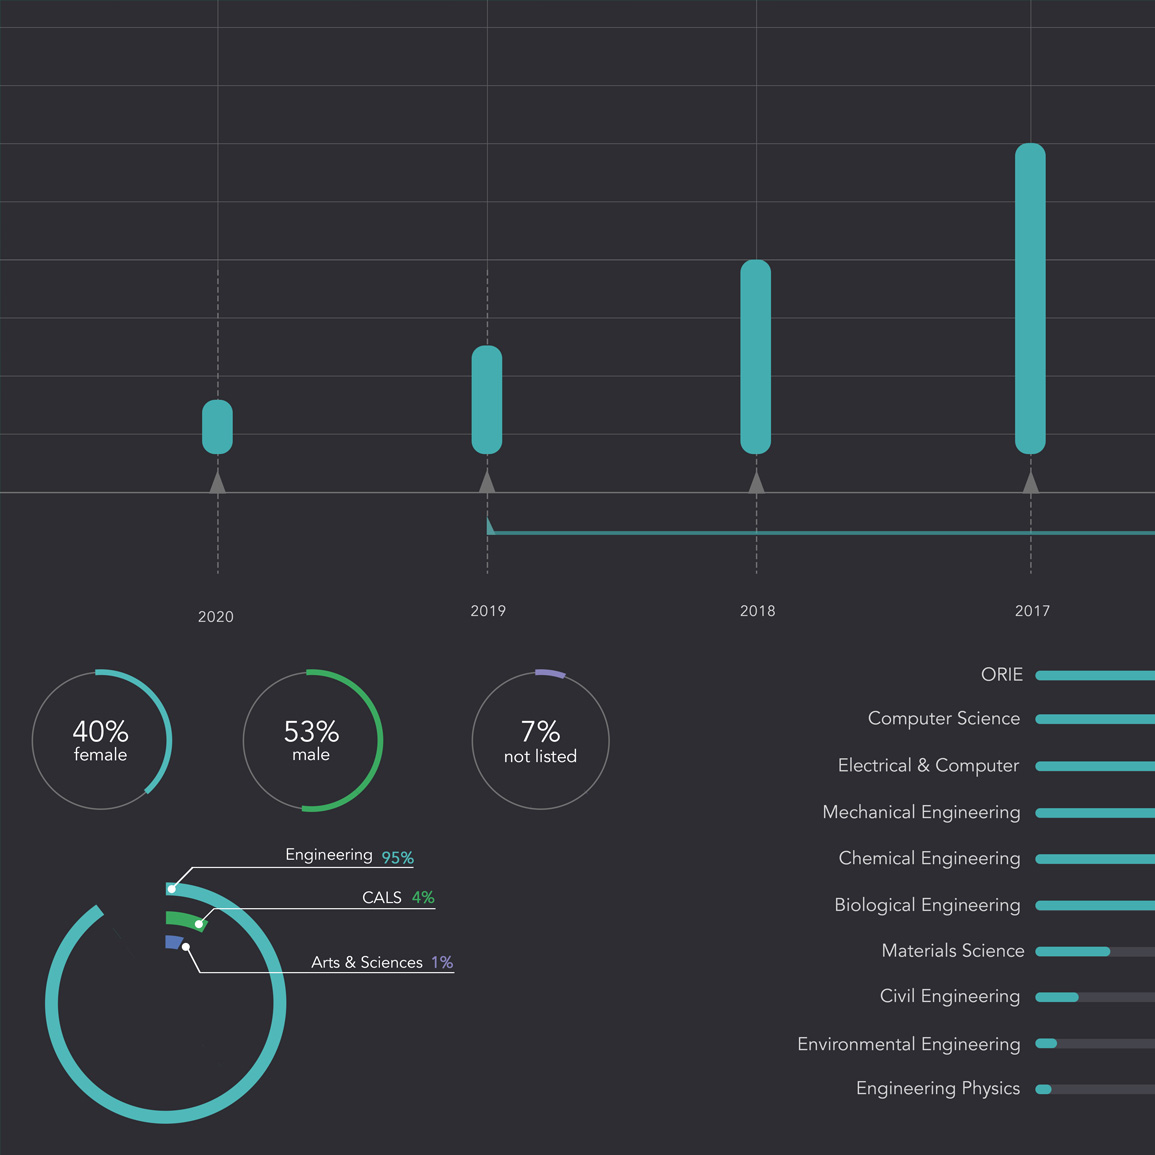 2020
2019
2018
2017
40%
female
53%
male
7%
not listed
Engineering 95%
CALS 4%
Arts & Sciences 1%
ORIE
Computer Science
Electrical & Computer
Mechanical Engineering
Chemical Engineering
Biological Engineering
Materials Science
Civil Engineering
Environmental Engineering
Engineering Physics